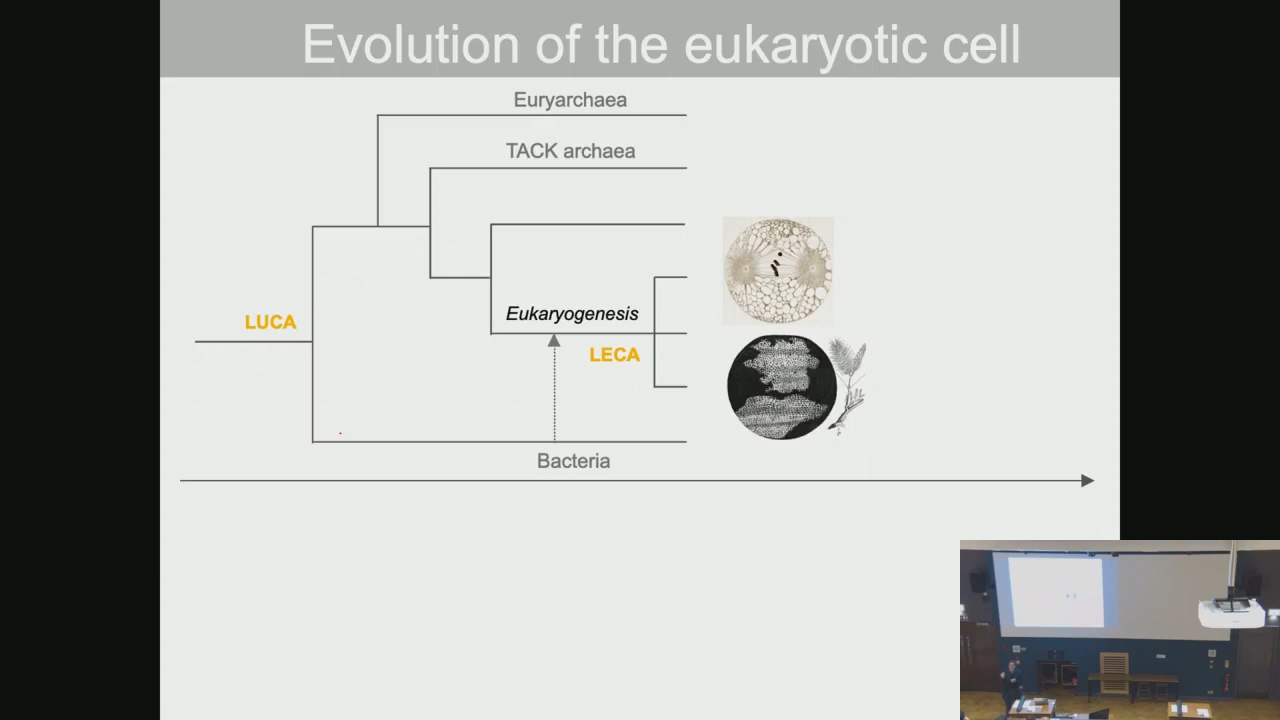 Evolution of the eukaryotic cell
Euryarchaea
TACK archaea
Eukaryogenesis
LUCA
LECA
Bacteria